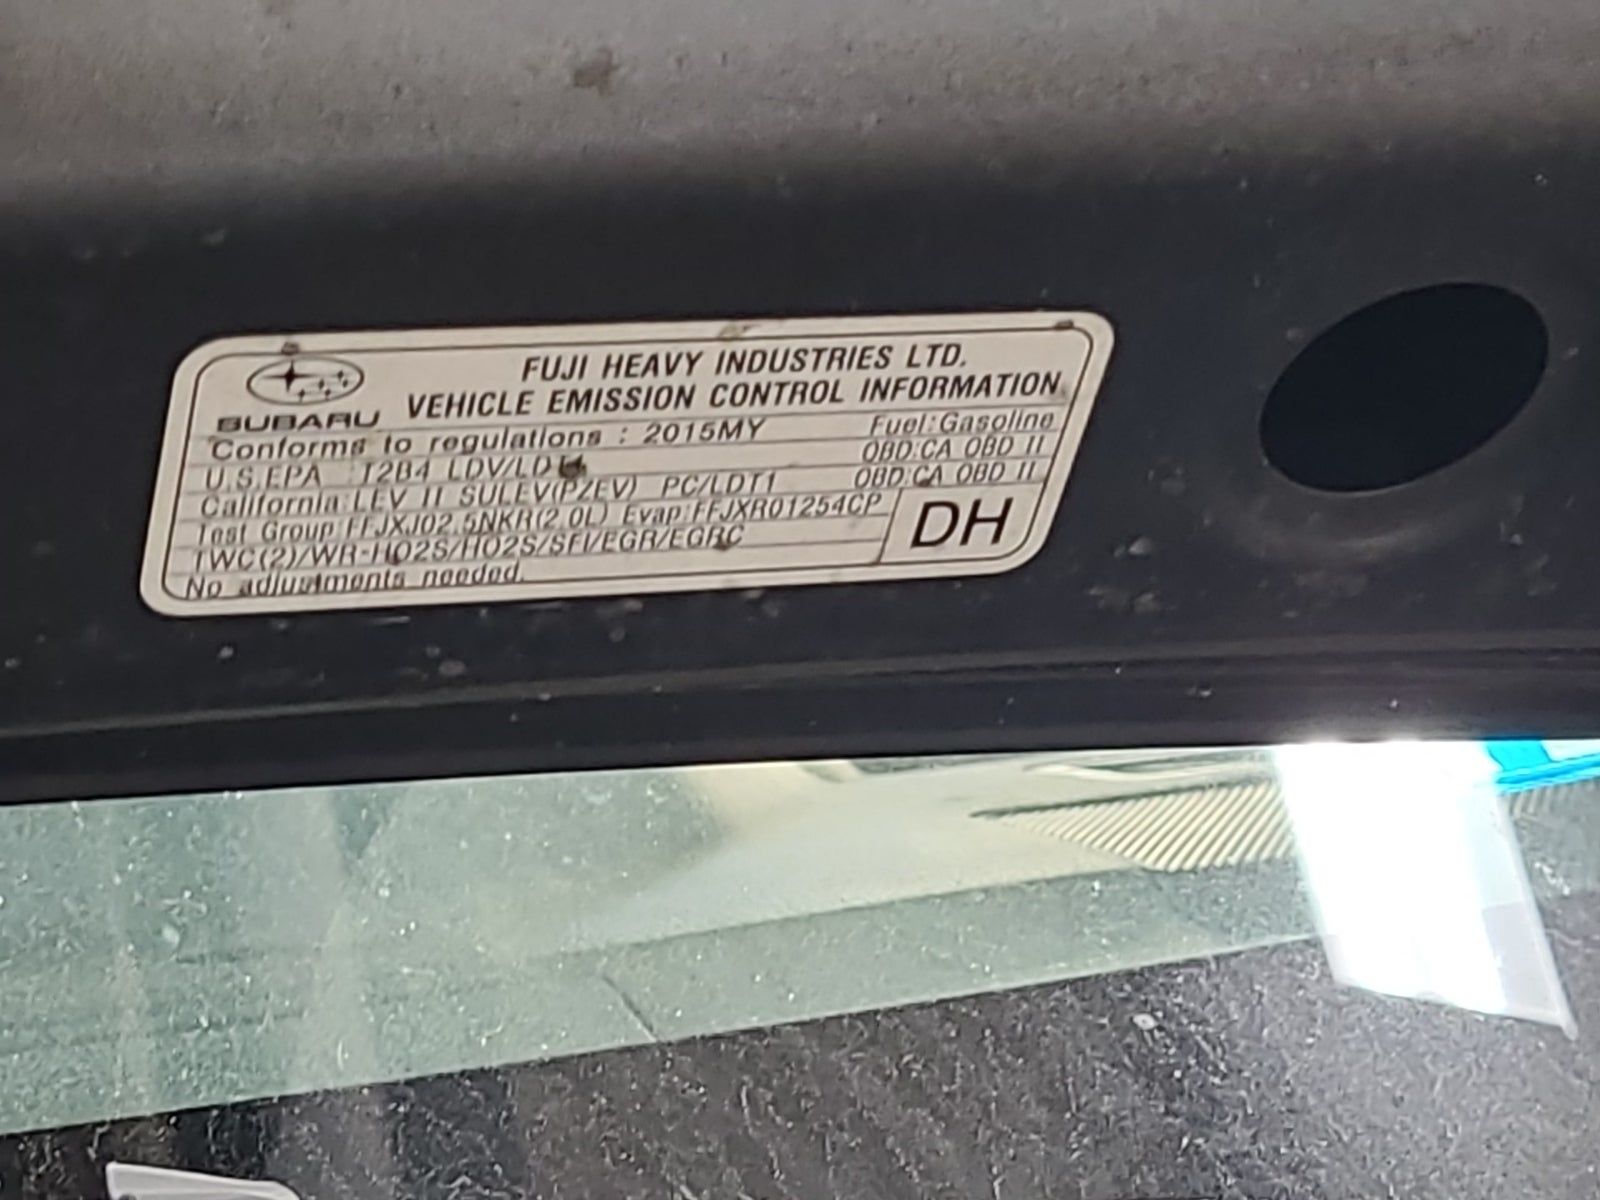 FUJI HEAVY INDUSTRIES LTD.
SUBARU VEHICLE EMISSION CONTROL INFORMATION
Conforms to regulations : 2015MY Fuel:Gasoline
U.S.EPA :T2B4 LDV/ OBD:CA OBD II
California:LEV II SULEV(PZEV) PC/LDT1 OBD:CA OBD II
Test Group:FFJXJ02.5NKR(2.0L) Evap:FFJXR01254CP
TWC(2)/WR-HO2S/HO2S/SFI/EGR/EGRC
DH
No adjustments needed.